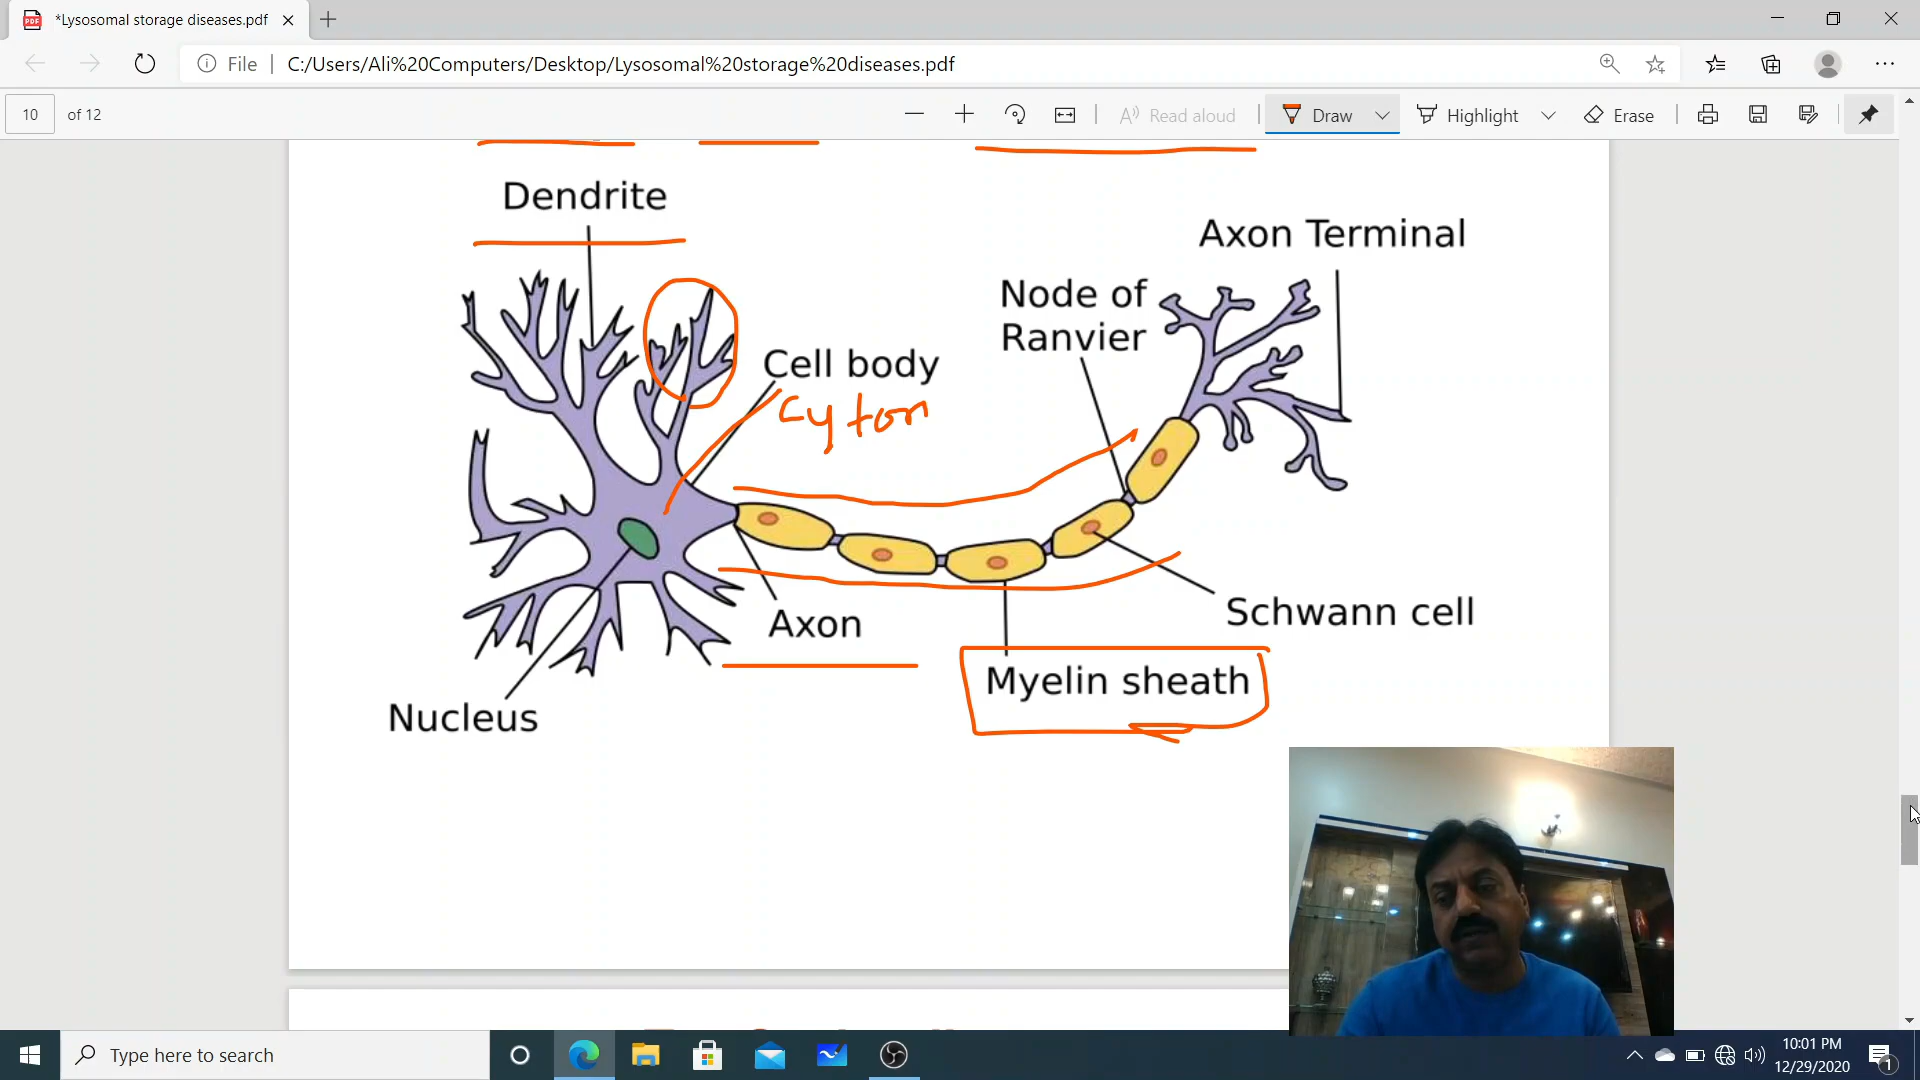 *Lysosomal storage diseases.pdf
File
C:/Users/Ali%20Computers/Desktop/Lysosomal%20storage%20diseases.pdf
10 of 12
Read aloud
Draw
Highlight
Erase
Dendrite
Axon Terminal
Node of
Ranvier
Cell body
Cyton
Axon
Schwann cell
Myelin sheath
Nucleus
Type here to search
10:01 PM
12/29/2020
1